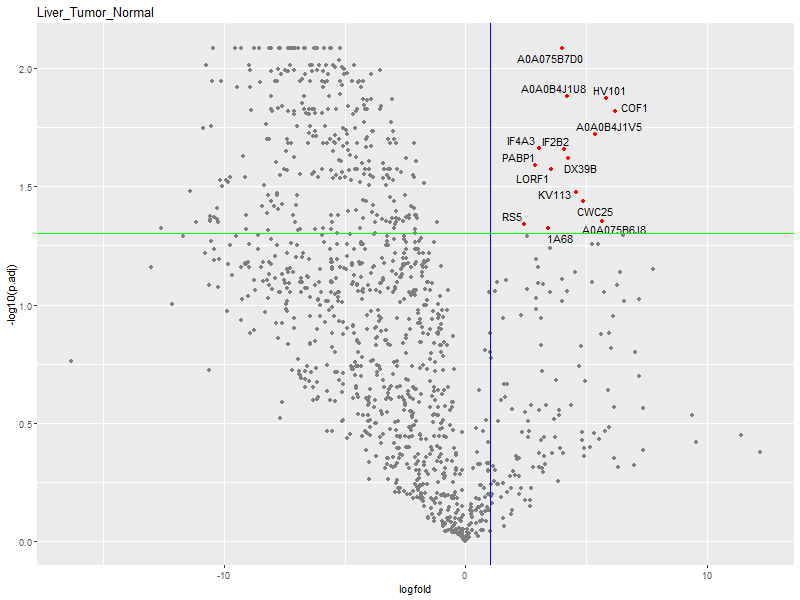 Liver_Tumor_Normal
2.0
1.5
1.0
0.5
0.0
-log10(p.adj)
A0A075B7D0
A0A0B4J1U8
HV101
COF1
A0A0B4J1V5
IF4A3
IF2B2
PABP1
DX39B
LORF1
KV113
CWC25
RS5
A0A075B6J8
1A68
-10
0
10
logfold